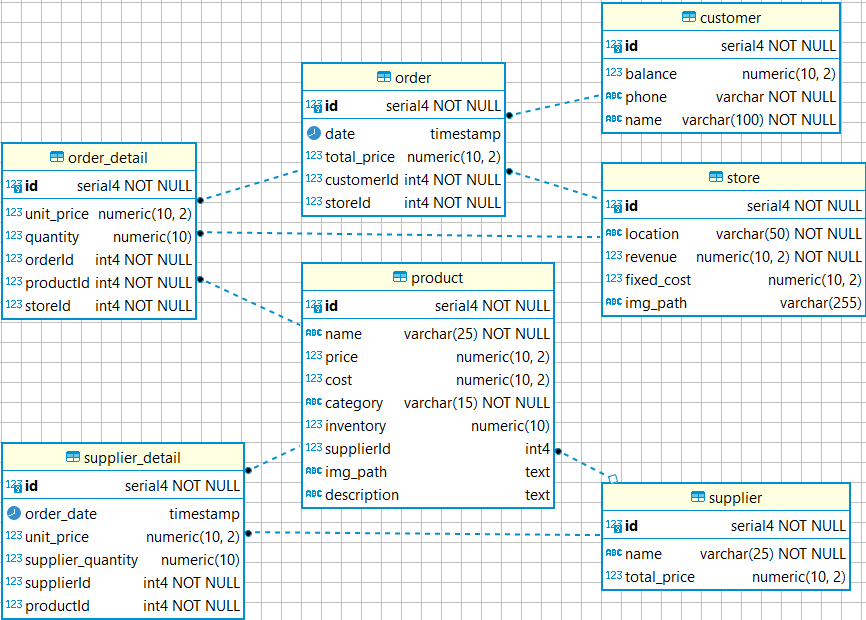 customer
123 id serial4 NOT NULL
123 balance numeric(10, 2)
ABC phone varchar NOT NULL
ABC name varchar(100) NOT NULL
order
123 id serial4 NOT NULL
date timestamp
123 total_price numeric(10, 2)
123 customerId int4 NOT NULL
123 storeId int4 NOT NULL
order_detail
123 id serial4 NOT NULL
123 unit_price numeric(10, 2)
123 quantity numeric(10)
123 orderId int4 NOT NULL
123 productId int4 NOT NULL
123 storeId int4 NOT NULL
store
123 id serial4 NOT NULL
ABC location varchar(50) NOT NULL
123 revenue numeric(10, 2) NOT NULL
123 fixed_cost numeric(10, 2)
ABC img_path varchar(255)
product
123 id serial4 NOT NULL
ABC name varchar(25) NOT NULL
123 price numeric(10, 2)
123 cost numeric(10, 2)
ABC category varchar(15) NOT NULL
123 inventory numeric(10)
123 supplierId int4
ABC img_path text
ABC description text
supplier_detail
123 id serial4 NOT NULL
order_date timestamp
123 unit_price numeric(10, 2)
123 supplier_quantity numeric(10)
123 supplierId int4 NOT NULL
123 productId int4 NOT NULL
supplier
123 id serial4 NOT NULL
ABC name varchar(25) NOT NULL
123 total_price numeric(10, 2)